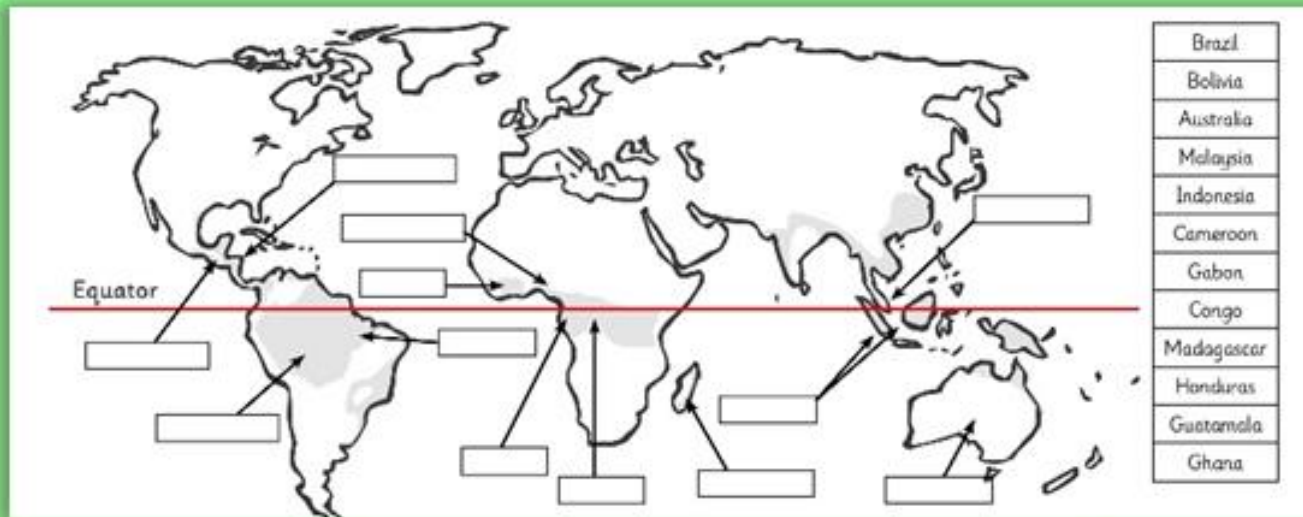 Equator
Brazil
Bolivia
Australia
Malaysia
Indonesia
Cameroon
Gabon
Congo
Madagascar
Honduras
Guatamala
Ghana